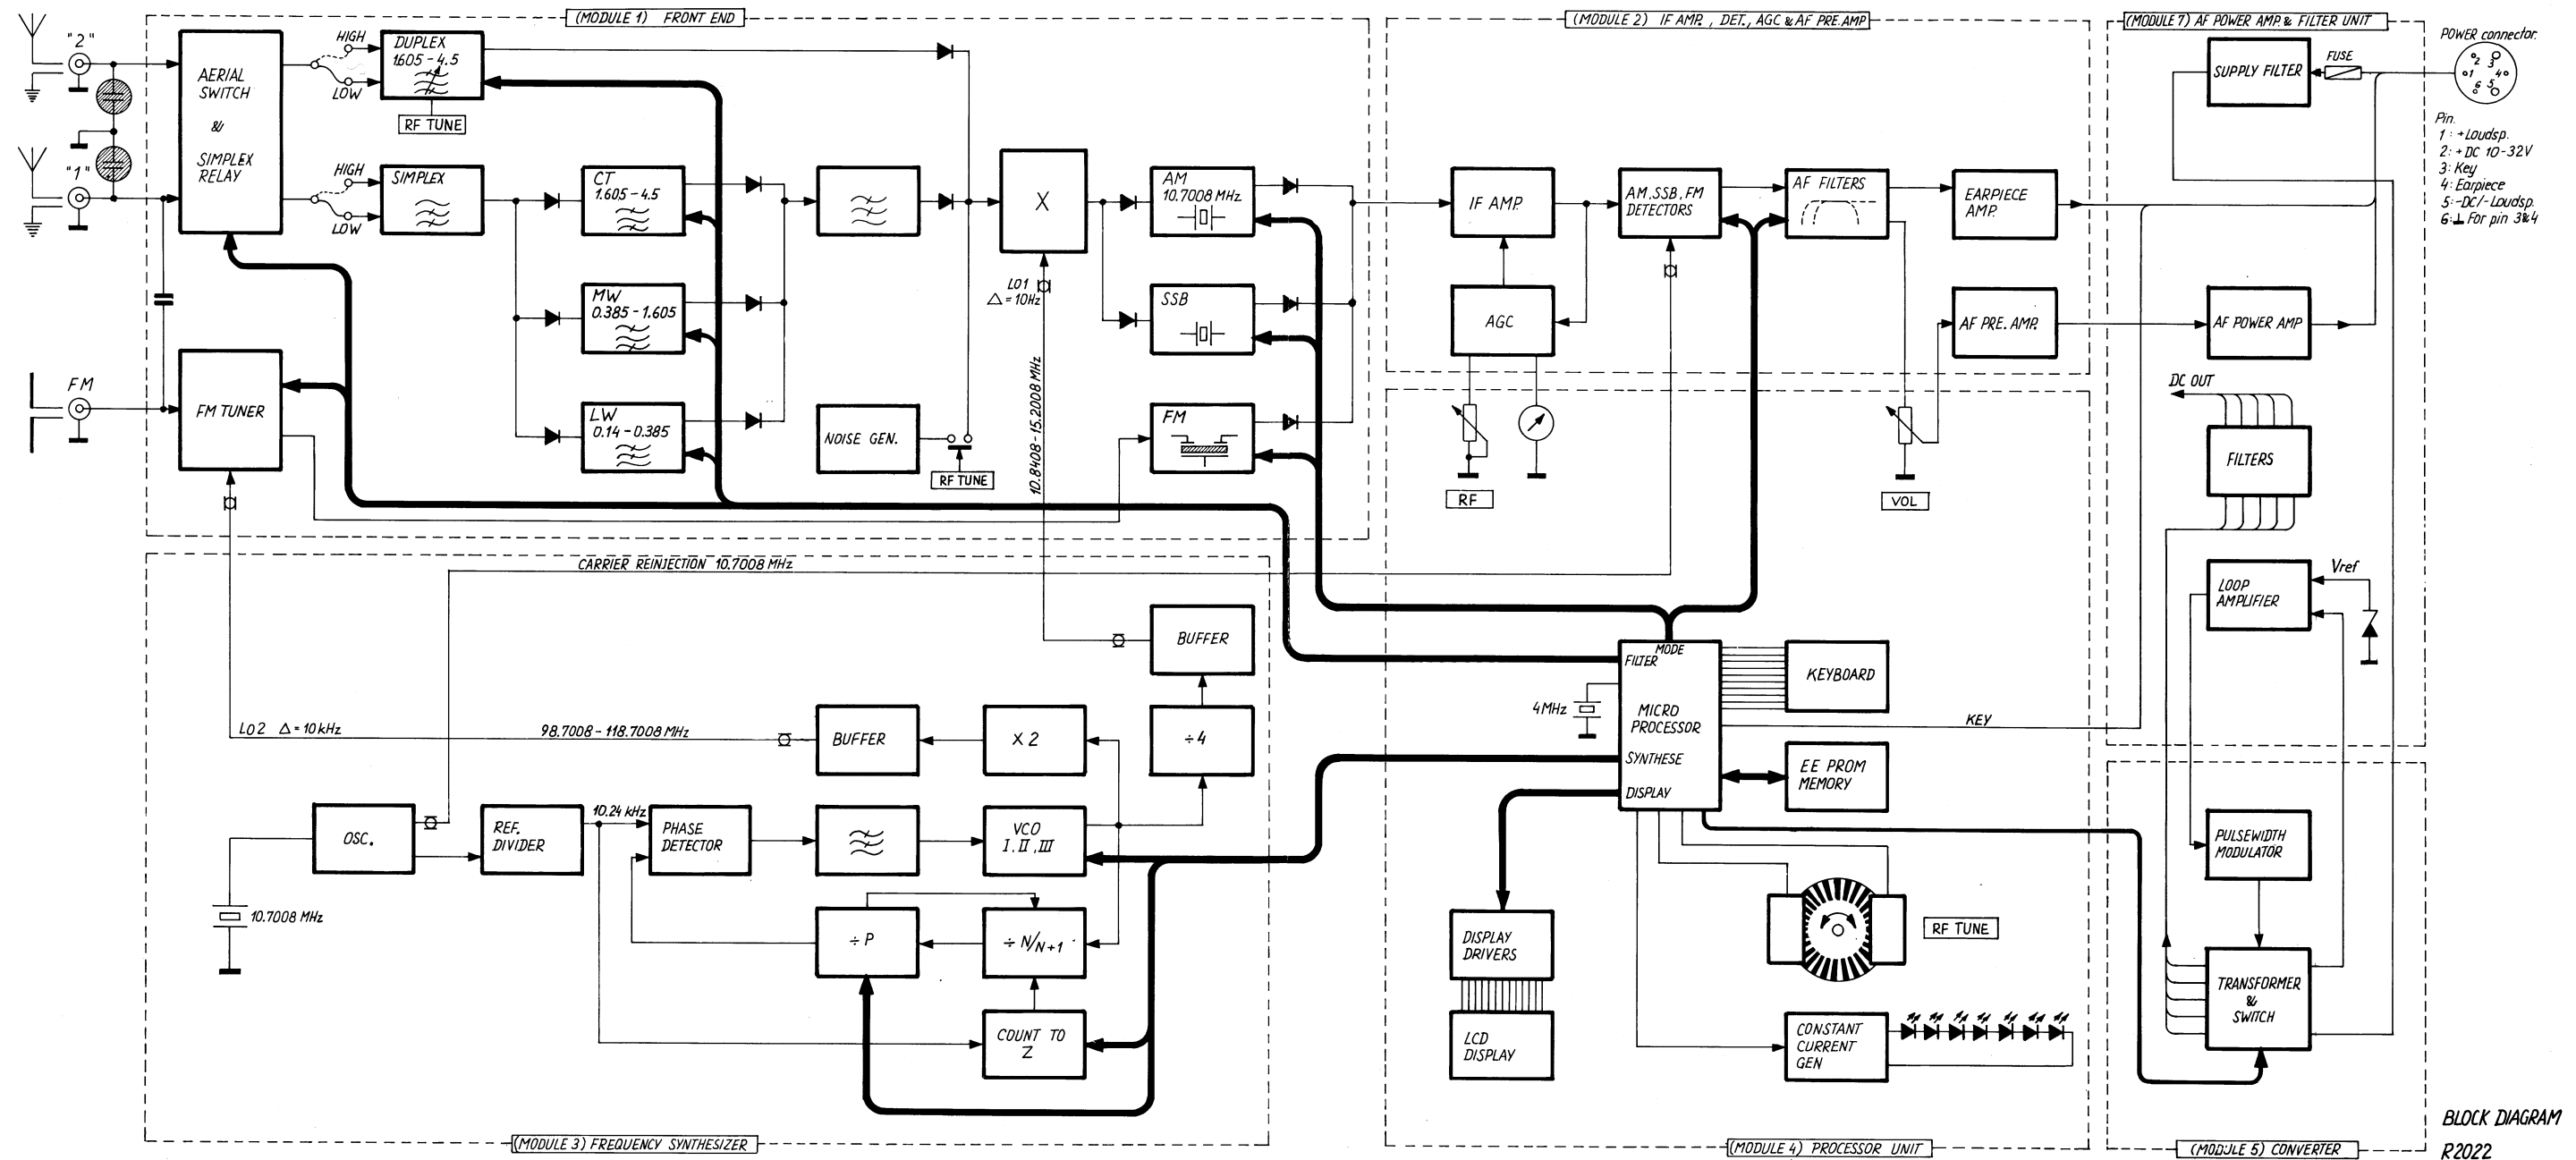 (MODULE 1) FRONT END
(MODULE 2) IF AMP., DET., AGC & AF PRE.AMP
(MODULE 7) AF POWER AMP. & FILTER UNIT
"2"
"1"
FM
AERIAL
SWITCH
&
SIMPLEX
RELAY
HIGH
LOW
HIGH
LOW
DUPLEX
1.605 - 4.5
RF TUNE
SIMPLEX
CT
1.605 - 4.5
MW
0.385 - 1.605
LW
0.14 - 0.385
NOISE GEN.
RF TUNE
X
LO1
△ = 10Hz
10.8408 - 15.2008 MHz
AM
10.7008 MHz
SSB
FM
FM TUNER
IF AMP.
AGC
RF
AM, SSB, FM
DETECTORS
AF FILTERS
VOL
EARPIECE
AMP.
AF PRE. AMP.
SUPPLY FILTER
FUSE
POWER connector.
2 3
1 4
6 5
Pin.
1: + Loudsp.
2: + DC 10-32V
3: Key
4: Earpiece
5: -DC/-Loudsp.
6: ⊥ For pin 3&4
AF POWER AMP
DC OUT
FILTERS
LOOP
AMPLIFIER
Vref
PULSEWIDTH
MODULATOR
TRANSFORMER
&
SWITCH
CARRIER REINJECTION 10.7008 MHz
BUFFER
LO2 △ = 10kHz
98.7008 - 118.7008 MHz
BUFFER
X 2
÷ 4
OSC.
10.7008 MHz
REF.
DIVIDER
10.24 kHz
PHASE
DETECTOR
VCO
I, II, III
÷ P
÷ N/N+1
COUNT TO
Z
MODE
FILTER
MICRO
PROCESSOR
SYNTHESE
DISPLAY
4MHz
KEYBOARD
KEY
EE PROM
MEMORY
DISPLAY
DRIVERS
LCD
DISPLAY
RF TUNE
CONSTANT
CURRENT
GEN
(MODULE 3) FREQUENCY SYNTHESIZER
(MODULE 4) PROCESSOR UNIT
(MODULE 5) CONVERTER
BLOCK DIAGRAM
R2022